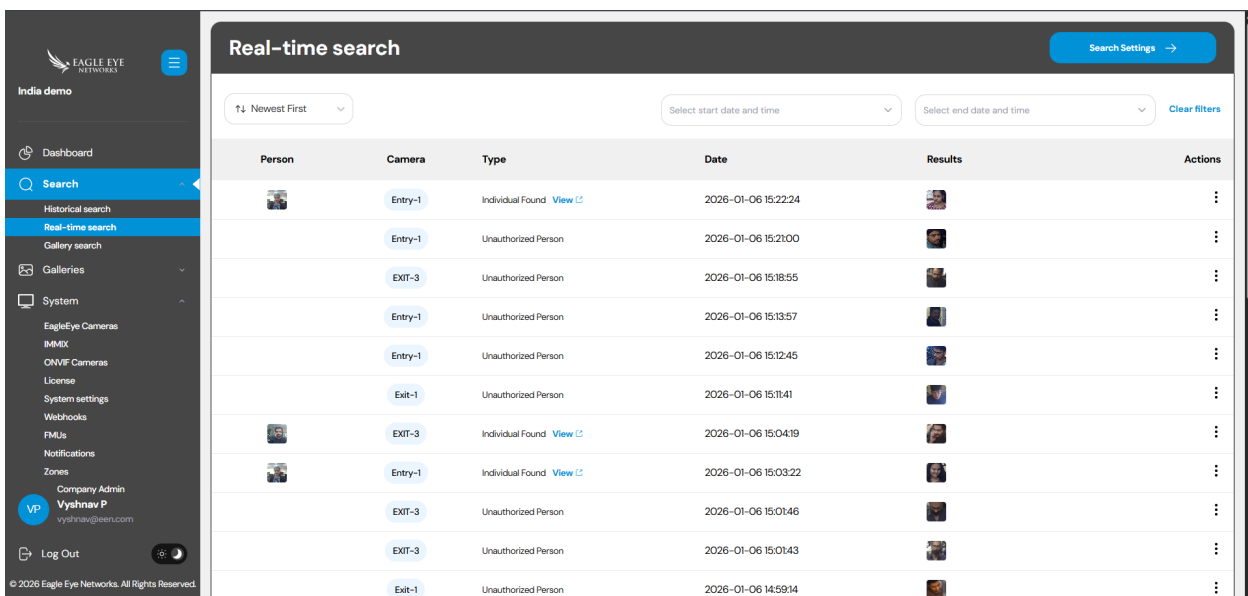 EAGLE EYE
NETWORKS
India demo
Dashboard
Search
Historical search
Real-time search
Gallery search
Galleries
System
EagleEye Cameras
IMMIX
ONVIF Cameras
License
System settings
Webhooks
FMUs
Notifications
Zones
Company Admin
VP
Vyshnav P
vyshnav@een.com
Log Out
© 2026 Eagle Eye Networks. All Rights Reserved.
Real-time search
Search Settings →
Newest First
Select start date and time
Select end date and time
Clear filters
Person Camera Type Date Results Actions
Entry-1 Individual Found View 2026-01-06 15:22:24
Entry-1 Unauthorized Person 2026-01-06 15:21:00
EXIT-3 Unauthorized Person 2026-01-06 15:18:55
Entry-1 Unauthorized Person 2026-01-06 15:13:57
Entry-1 Unauthorized Person 2026-01-06 15:12:45
Exit-1 Unauthorized Person 2026-01-06 15:11:41
EXIT-3 Individual Found View 2026-01-06 15:04:19
Entry-1 Individual Found View 2026-01-06 15:03:22
EXIT-3 Unauthorized Person 2026-01-06 15:01:46
EXIT-3 Unauthorized Person 2026-01-06 15:01:43
Exit-1 Unauthorized Person 2026-01-06 14:59:14